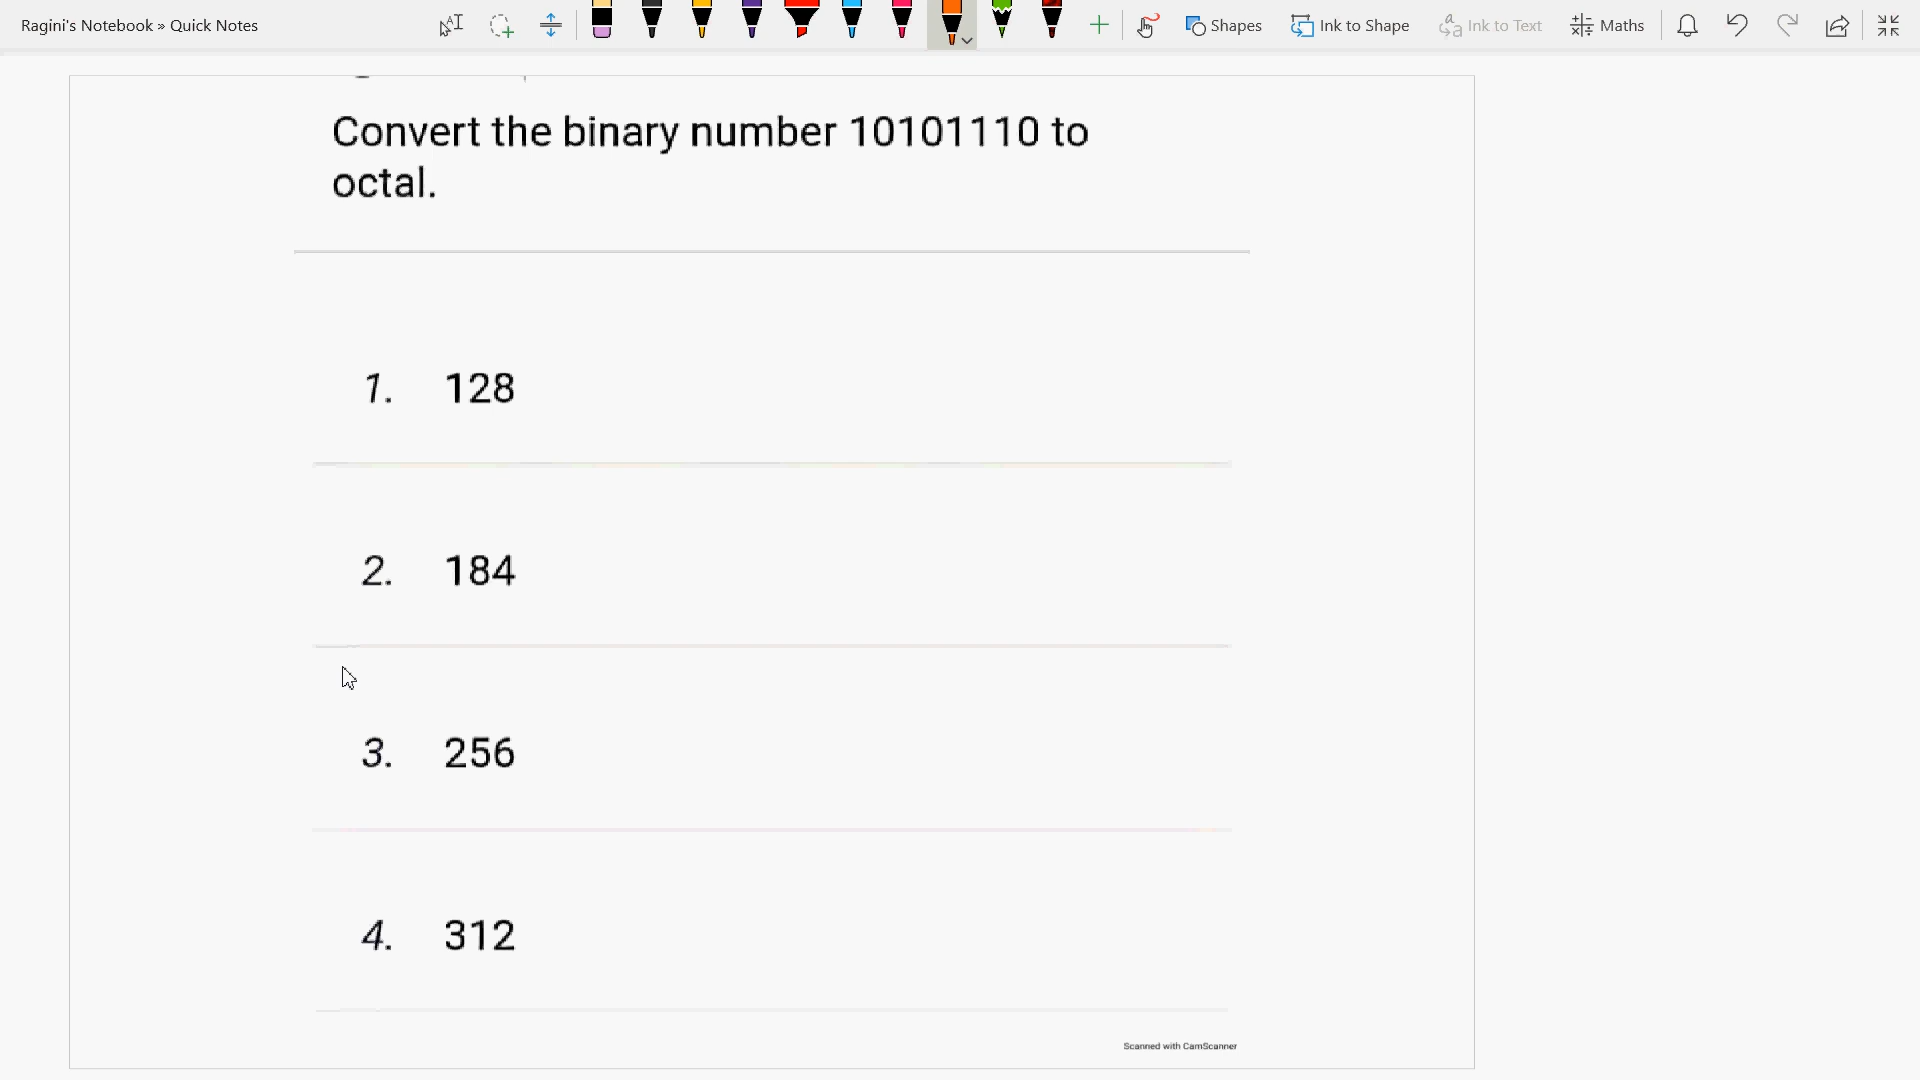 Ragini's Notebook » Quick Notes
Shapes
Ink to Shape
Ink to Text
Maths
Convert the binary number 10101110 to
octal.
1. 128
2. 184
3. 256
4. 312
Scanned with CamScanner